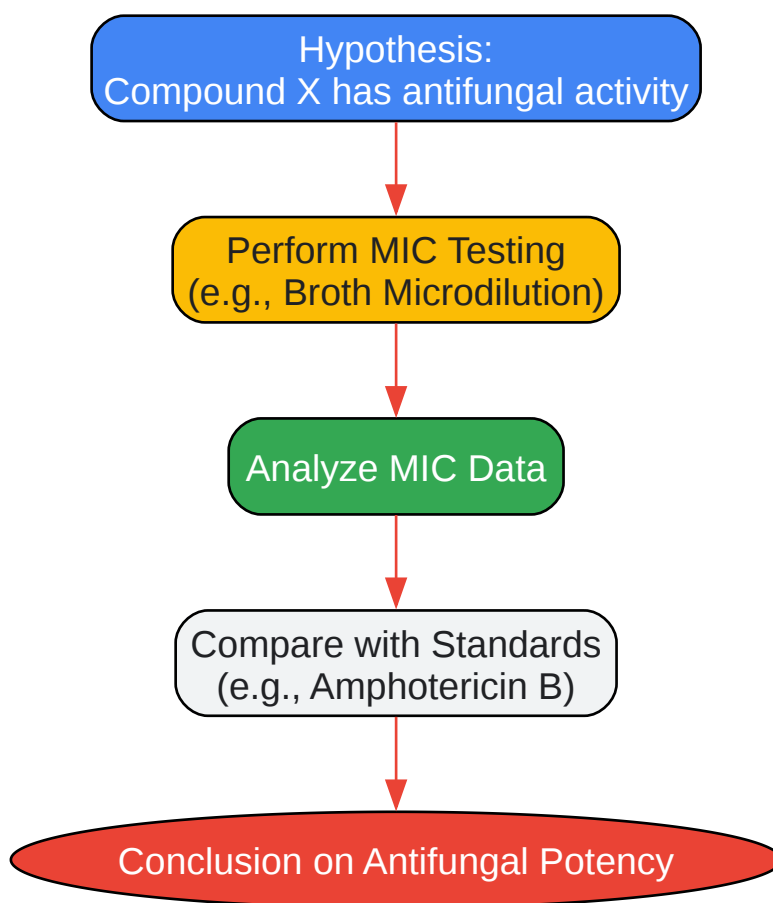 Hypothesis:
Compound X has antifungal activity
Perform MIC Testing
(e.g., Broth Microdilution)
Analyze MIC Data
Compare with Standards
(e.g., Amphotericin B)
Conclusion on Antifungal Potency